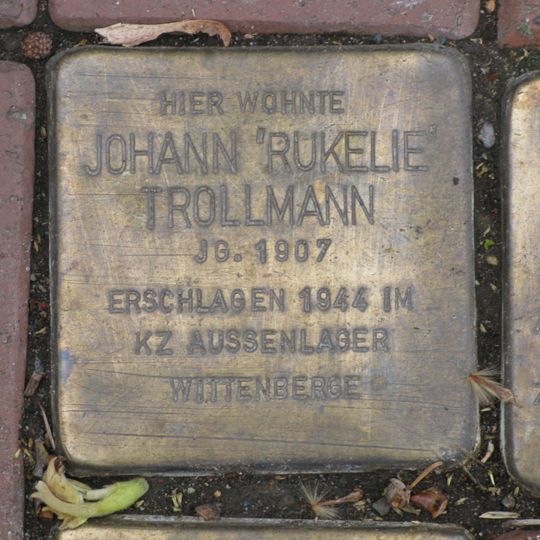 HIER WOHNTE
JOHANN 'RUKELIE'
TROLLMANN
JG. 1907
ERSCHLAGEN 1944 IM
KZ AUSSENLAGER
WITTENBERGE